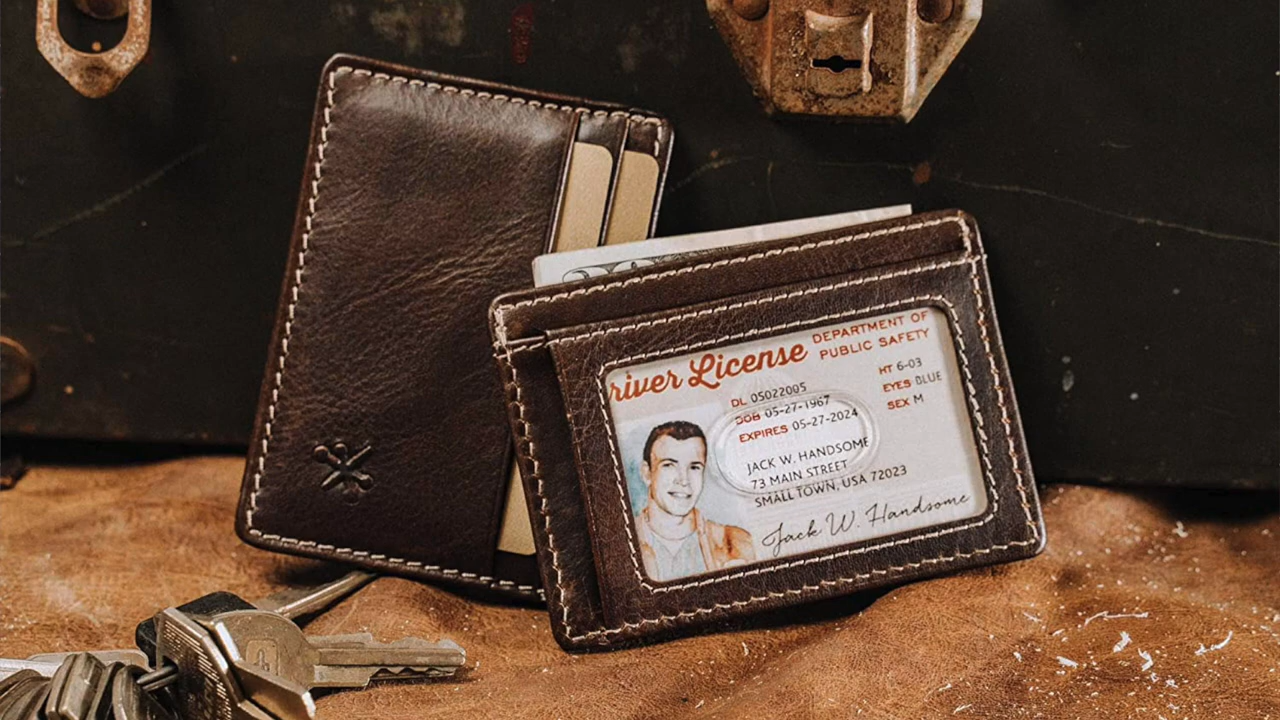 river License
DEPARTMENT OF
PUBLIC SAFETY
DL 05022005
DOB 05-27-1967
EXPIRES 05-27-2024
HT 6-03
EYES BLUE
SEX M
JACK W. HANDSOME
73 MAIN STREET
SMALL TOWN, USA 72023
Jack W. Handsome